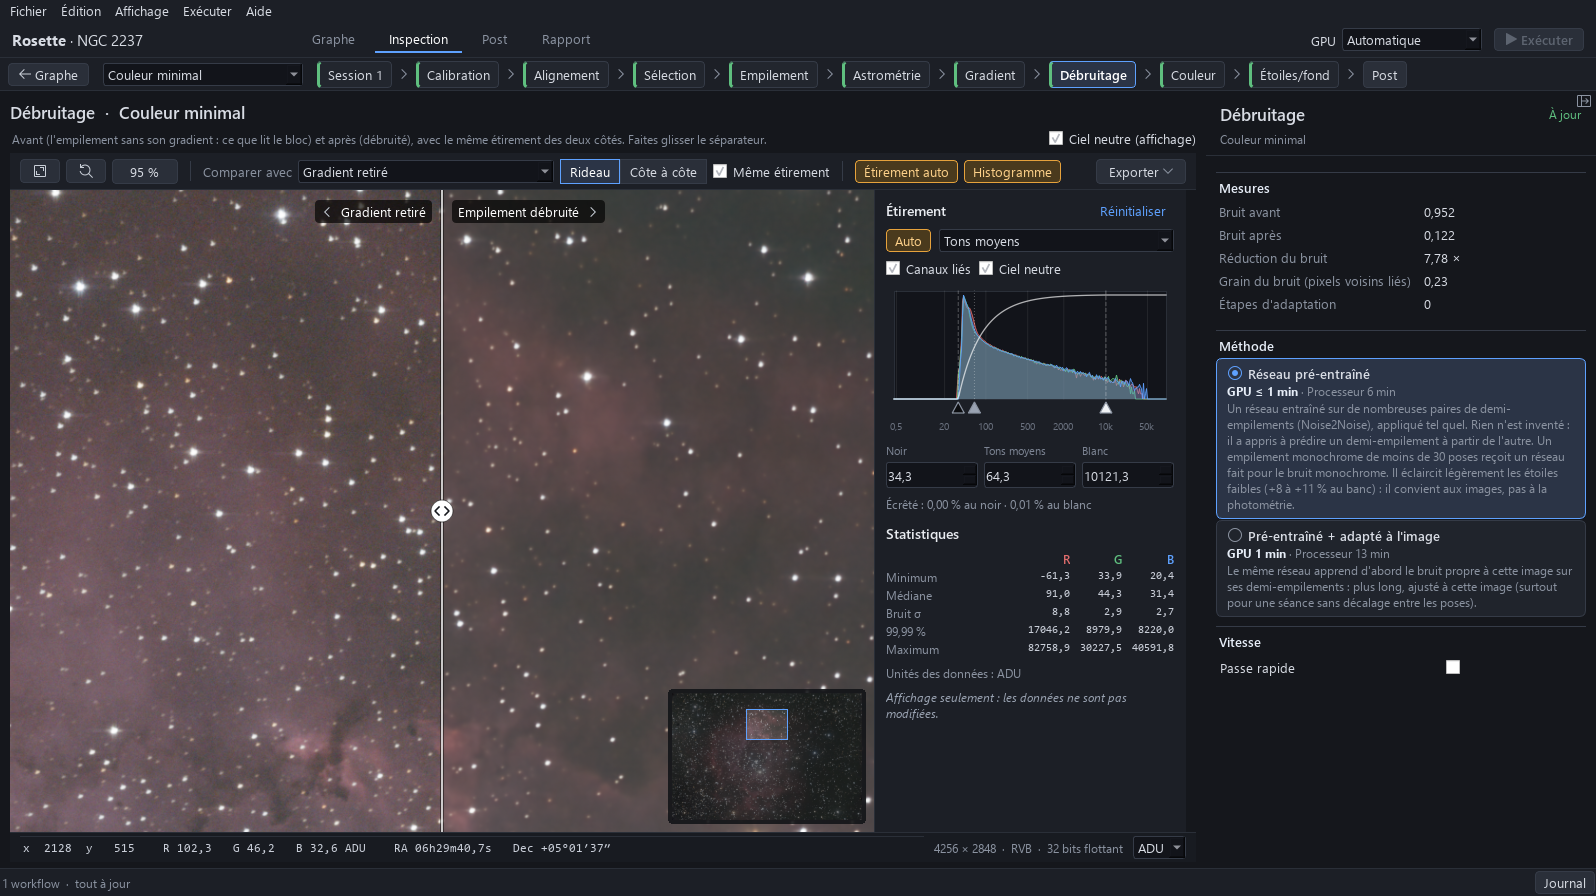 Fichier Édition Affichage Exécuter Aide
Rosette · NGC 2237
Graphe Inspection Post Rapport
GPU Automatique Exécuter
Graphe Couleur minimal Session 1 Calibration Alignement Sélection Empilement Astrométrie Gradient Débruitage Couleur Étoiles/fond Post
Débruitage · Couleur minimal
Avant (l'empilement sans son gradient : ce que lit le bloc) et après (débruité), avec le même étirement des deux côtés. Faites glisser le séparateur.
Ciel neutre (affichage)
95 % Comparer avec Gradient retiré Rideau Côte à côte Même étirement Étirement auto Histogramme Exporter
Gradient retiré Empilement débruité
Étirement Réinitialiser
Auto Tons moyens
Canaux liés Ciel neutre
0,5 20 100 500 2000 10k 50k
Noir Tons moyens Blanc
34,3 64,3 10121,3
Écrêté : 0,00 % au noir · 0,01 % au blanc
Statistiques
R G B
Minimum -61,3 33,9 20,4
Médiane 91,0 44,3 31,4
Bruit σ 8,8 2,9 2,7
99,99 % 17046,2 8979,9 8220,0
Maximum 82758,9 30227,5 40591,8
Unités des données : ADU
Affichage seulement : les données ne sont pas
modifiées.
x 2128 y 515 R 102,3 G 46,2 B 32,6 ADU RA 06h29m40,7s Dec +05°01’37”
4256 × 2848 · RVB · 32 bits flottant ADU
Débruitage À jour
Couleur minimal
Mesures
Bruit avant 0,952
Bruit après 0,122
Réduction du bruit 7,78 ×
Grain du bruit (pixels voisins liés) 0,23
Étapes d'adaptation 0
Méthode
Réseau pré-entraîné
GPU ≤ 1 min · Processeur 6 min
Un réseau entraîné sur de nombreuses paires de demi-
empilements (Noise2Noise), appliqué tel quel. Rien n'est inventé :
il a appris à prédire un demi-empilement à partir de l'autre. Un
empilement monochrome de moins de 30 poses reçoit un réseau
fait pour le bruit monochrome. Il éclaircit légèrement les étoiles
faibles (+8 à +11 % au banc) : il convient aux images, pas à la
photométrie.
Pré-entraîné + adapté à l'image
GPU 1 min · Processeur 13 min
Le même réseau apprend d'abord le bruit propre à cette image sur
ses demi-empilements : plus long, ajusté à cette image (surtout
pour une séance sans décalage entre les poses).
Vitesse
Passe rapide
1 workflow · tout à jour
Journal